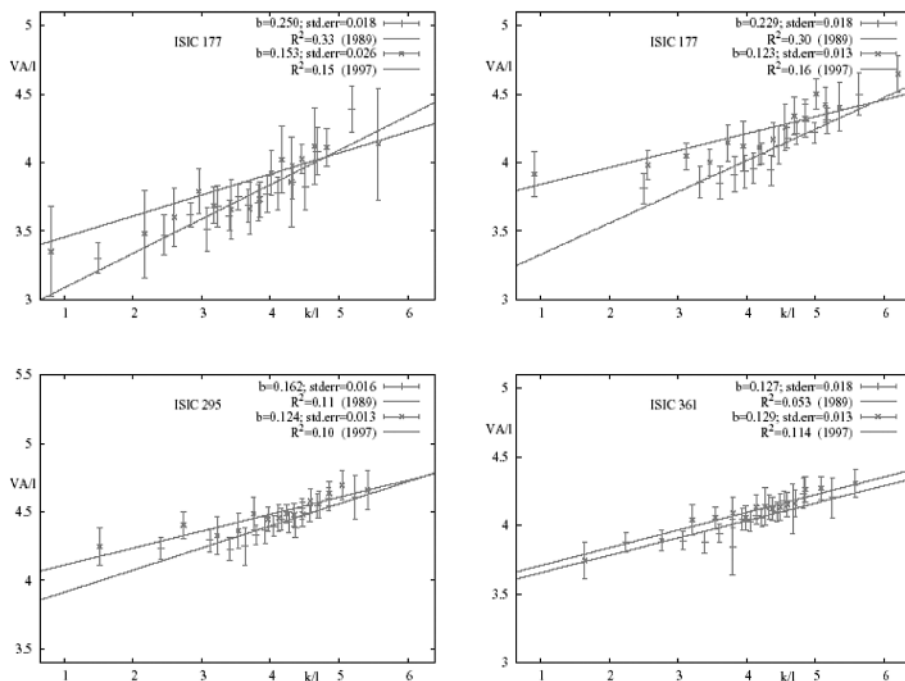 5
b=0.250; std.err=0.018
ISIC 177
R²=0.33 (1989)
b=0.153; std.err=0.026
VA/l
R²=0.15 (1997)
4.5
4
3.5
3
1 2 3 4 k/l 5 6
5
b=0.229; std.err=0.018
ISIC 177
R²=0.30 (1989)
b=0.123; std.err=0.013
VA/l
R²=0.16 (1997)
4.5
4
3.5
3
1 2 3 4 k/l 5 6
5.5
b=0.162; std.err=0.016
ISIC 295
R²=0.11 (1989)
b=0.124; std.err=0.013
5
R²=0.10 (1997)
VA/l
4.5
4
3.5
1 2 3 4 k/l 5 6
5
b=0.127; std.err=0.018
ISIC 361
R²=0.053 (1989)
b=0.129; std.err=0.013
VA/l
R²=0.114 (1997)
4.5
4
3.5
3
1 2 3 4 k/l 5 6